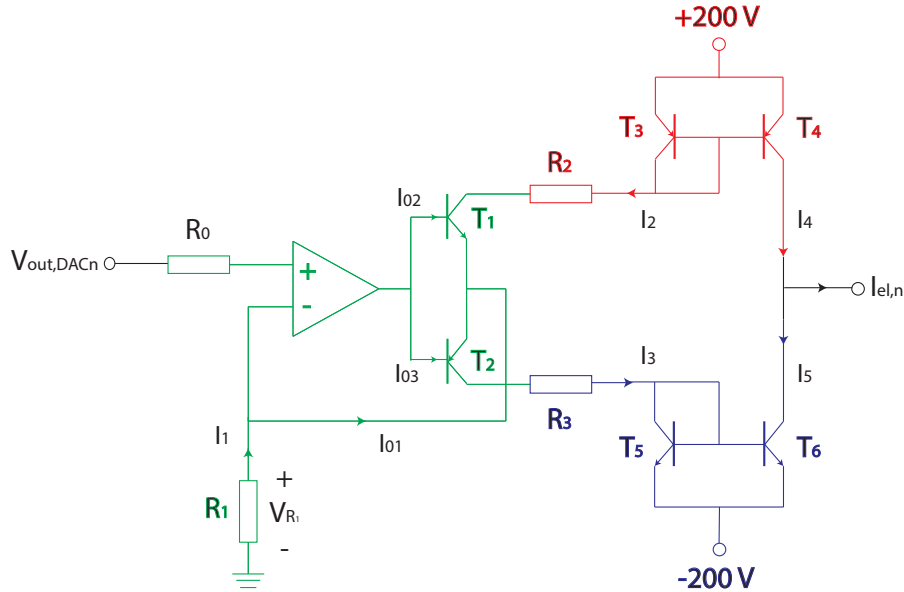 +200 V
T3
T4
R2
I02
I2
T1
I4
R0
Vout,DACn
+
-
Iel,n
I03
T2
I3
I5
R3
I1
I01
T5
T6
+
R1
VR1
-
-200 V